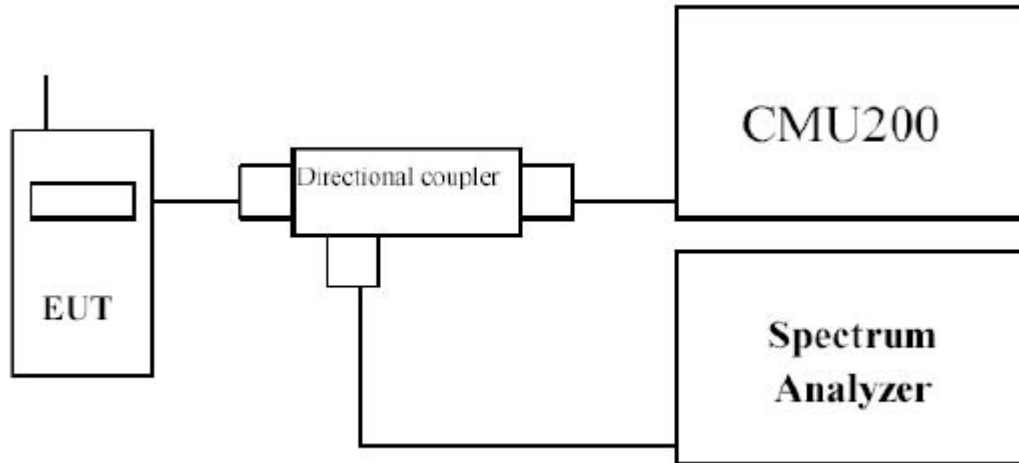 CMU200
Directional coupler
EUT
Spectrum
Analyzer